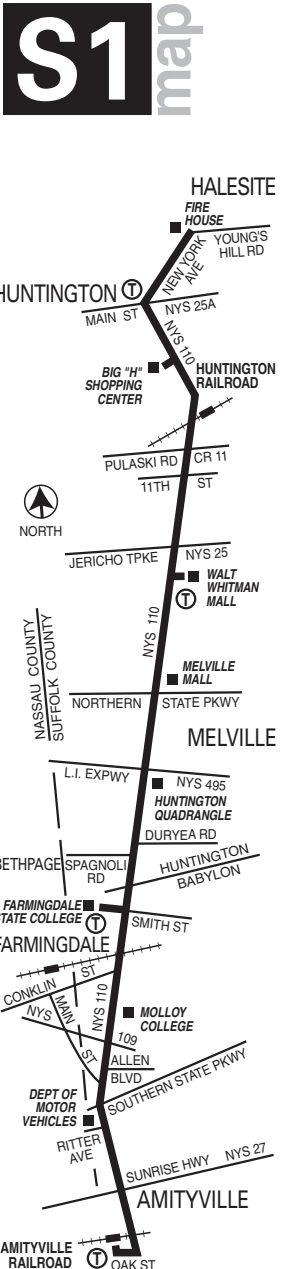 S1
map
HALESITE
FIRE
HOUSE
YOUNG'S
HILL RD
NEW YORK
AVE
HUNTINGTON T
MAIN ST
NYS 25A
NYS 110
BIG "H"
SHOPPING
CENTER
HUNTINGTON
RAILROAD
PULASKI RD
CR 11
11TH ST
NORTH
JERICHO TPKE
NYS 25
WALT
WHITMAN
MALL
T
NYS 110
NASSAU COUNTY
SUFFOLK COUNTY
MELVILLE
MALL
NORTHERN STATE PKWY
MELVILLE
L.I. EXPWY
NYS 495
HUNTINGTON
QUADRANGLE
DURYEA RD
BETHPAGE SPAGNOLI
RD
HUNTINGTON
BABYLON
FARMINGDALE
STATE COLLEGE
T
SMITH ST
FARMINGDALE
CONKLIN ST
MAIN ST
NYS 109
NYS 110
MOLLOY
COLLEGE
ALLEN
BLVD
DEPT OF
MOTOR
VEHICLES
SOUTHERN STATE PKWY
RITTER
AVE
SUNRISE HWY NYS 27
AMITYVILLE
AMITYVILLE
RAILROAD
T
OAK ST